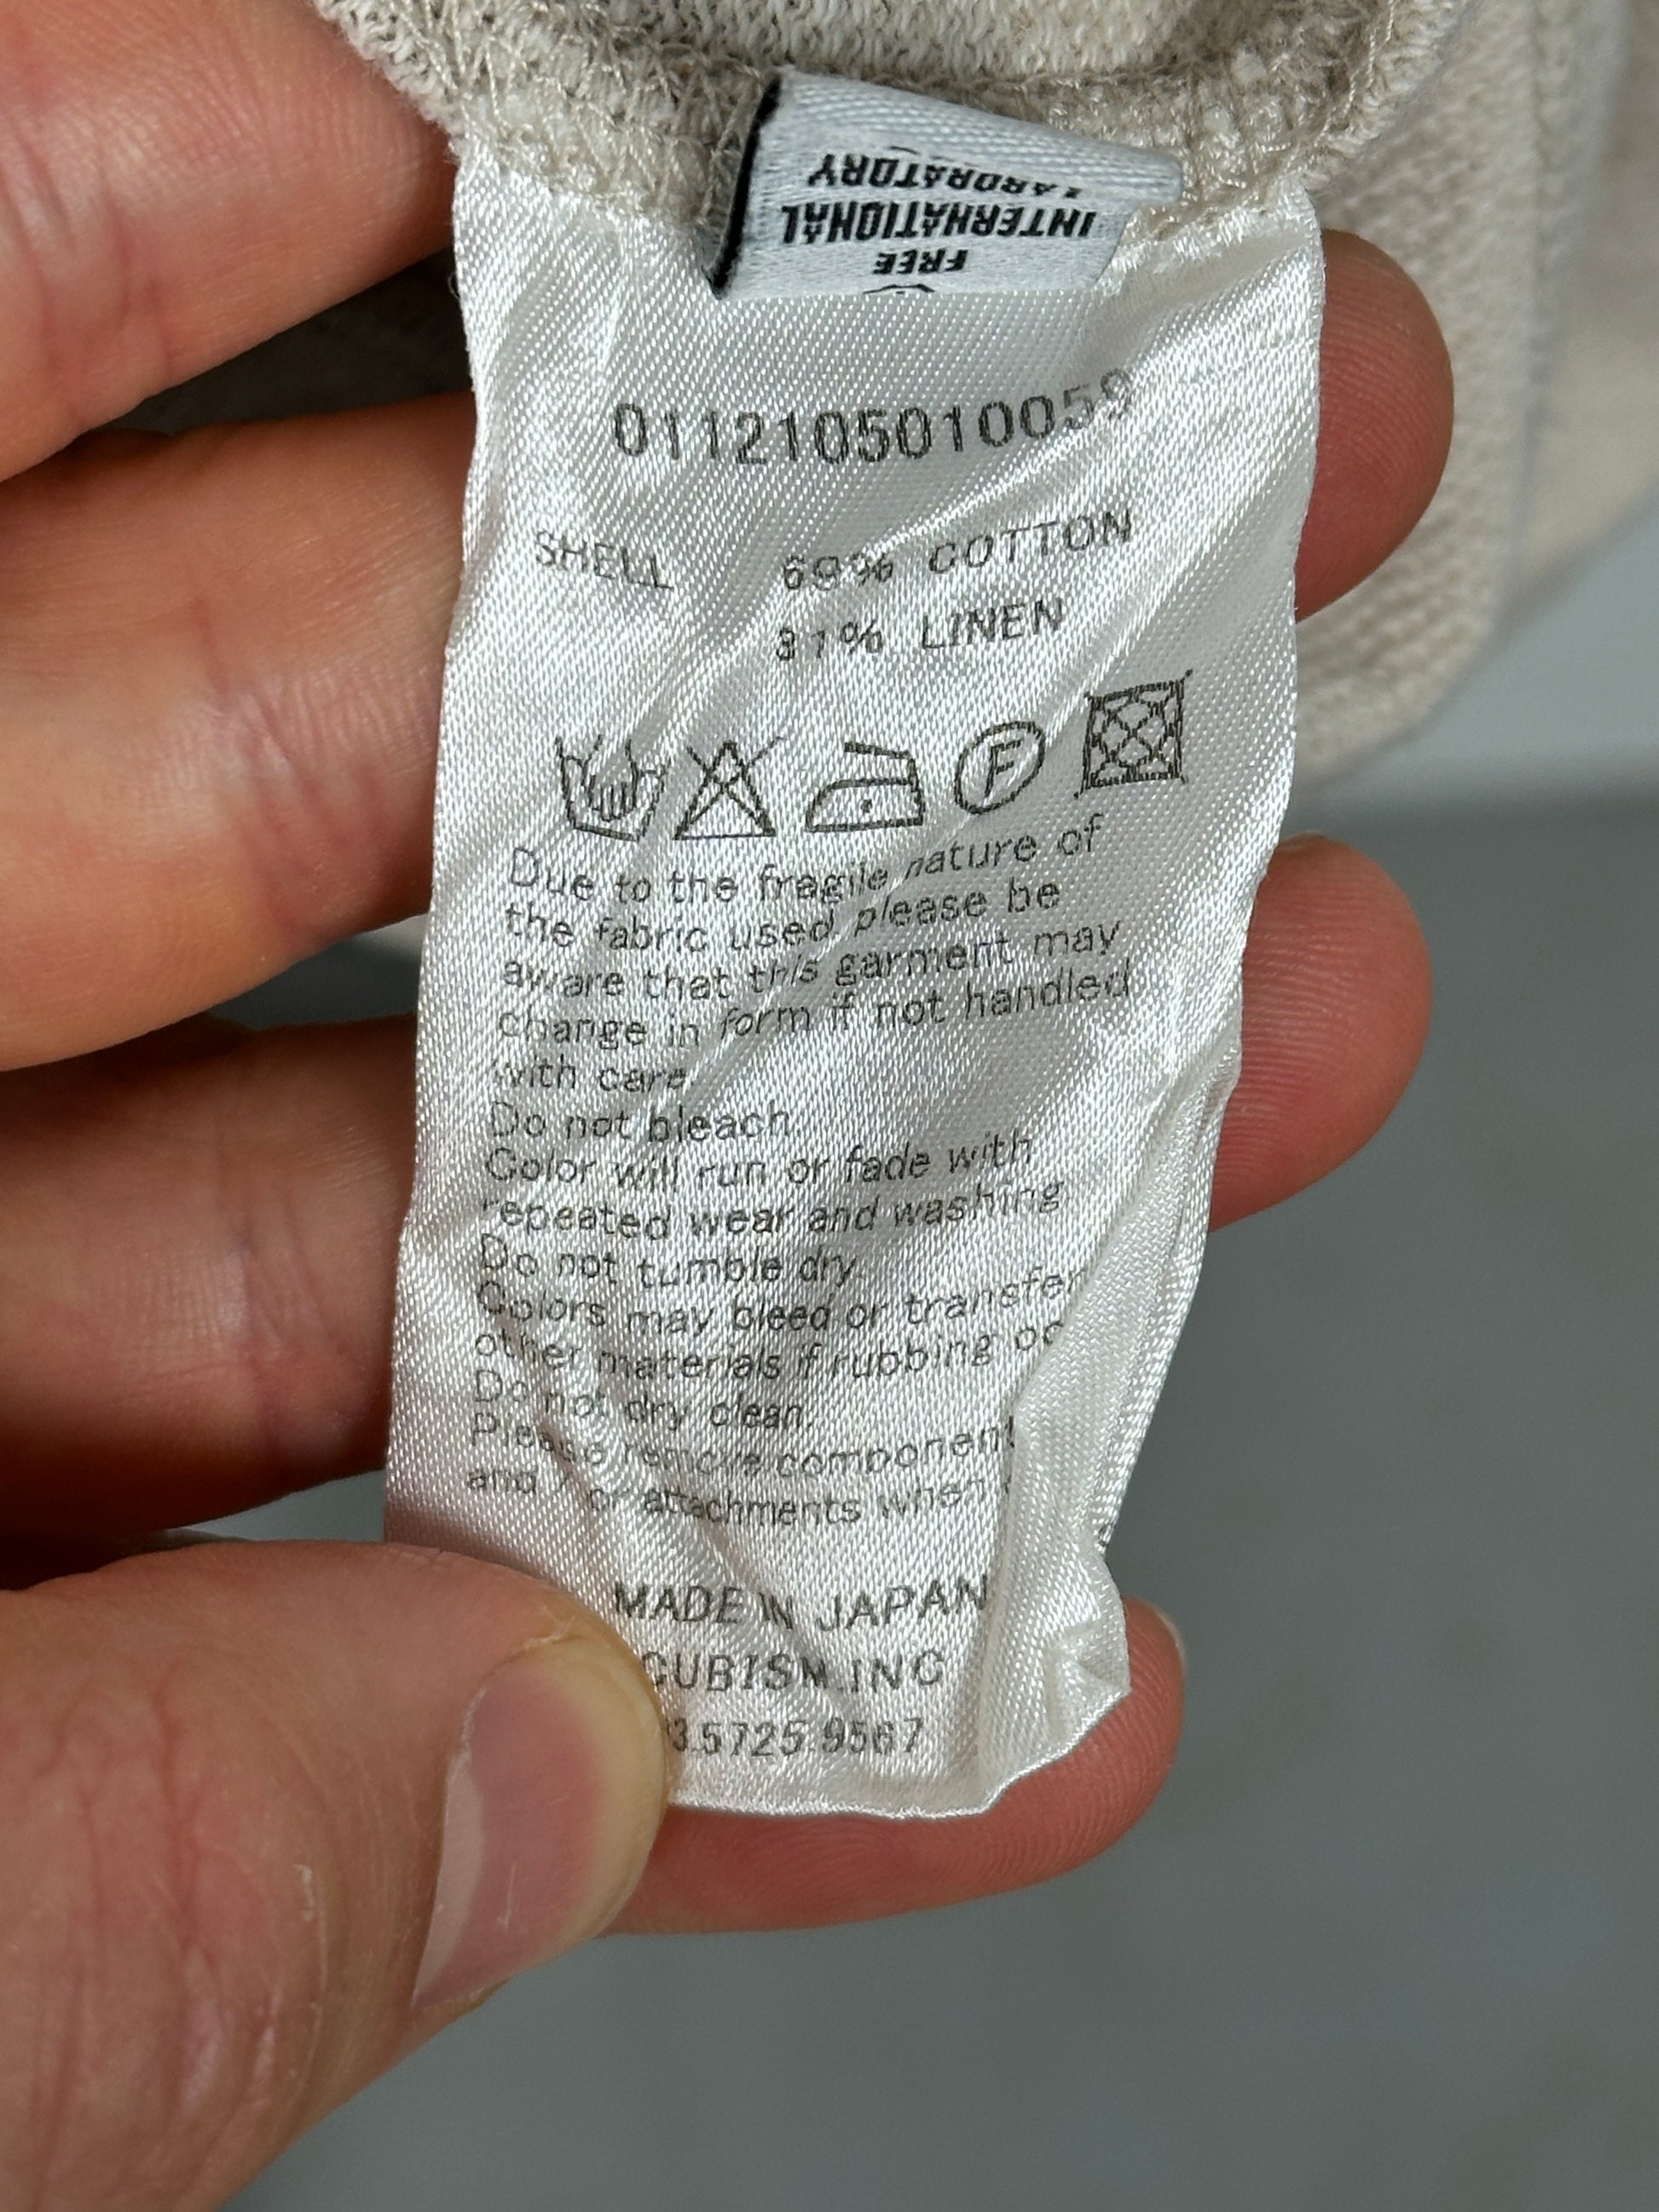 FREE
INTERNATIONAL
LABORATORY
0112105010059
SHELL 69% COTTON
31% LINEN
F
Due to the fragile nature of
the fabric used please be
aware that this garment may
change in form if not handled
with care.
Do not bleach.
Color will run or fade with
repeated wear and washing
Do not tumble dry.
Colors may bleed or transfer
other materials if rubbing oc
Do not dry clean.
Please remove component
and / or attachments when
MADE IN JAPAN
CUBISM.INC
3.5725.9567